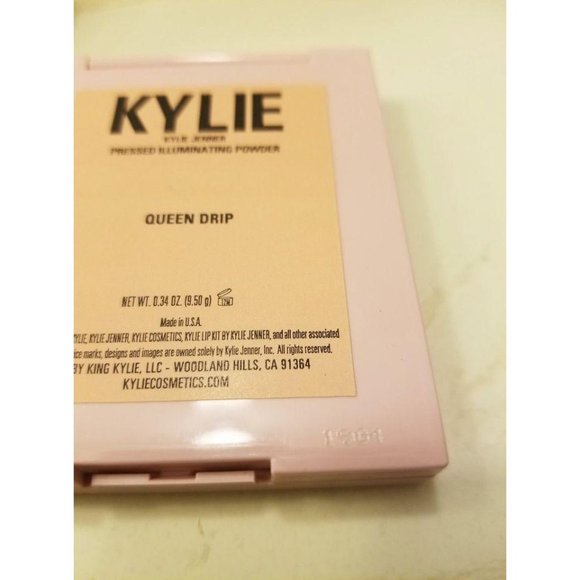 KYLIE
KYLIE JENNER
PRESSED ILLUMINATING POWDER
QUEEN DRIP
NET WT. 0.34 OZ. (9.50 g) 12M
Made in U.S.A.
KYLIE JENNER, KYLIE COSMETICS, KYLIE LIP KIT BY KYLIE JENNER, and all other associated
marks, designs and images are owned solely by Kylie Jenner, Inc. All rights reserved.
BY KING KYLIE, LLC - WOODLAND HILLS, CA 91364
KYLIECOSMETICS.COM